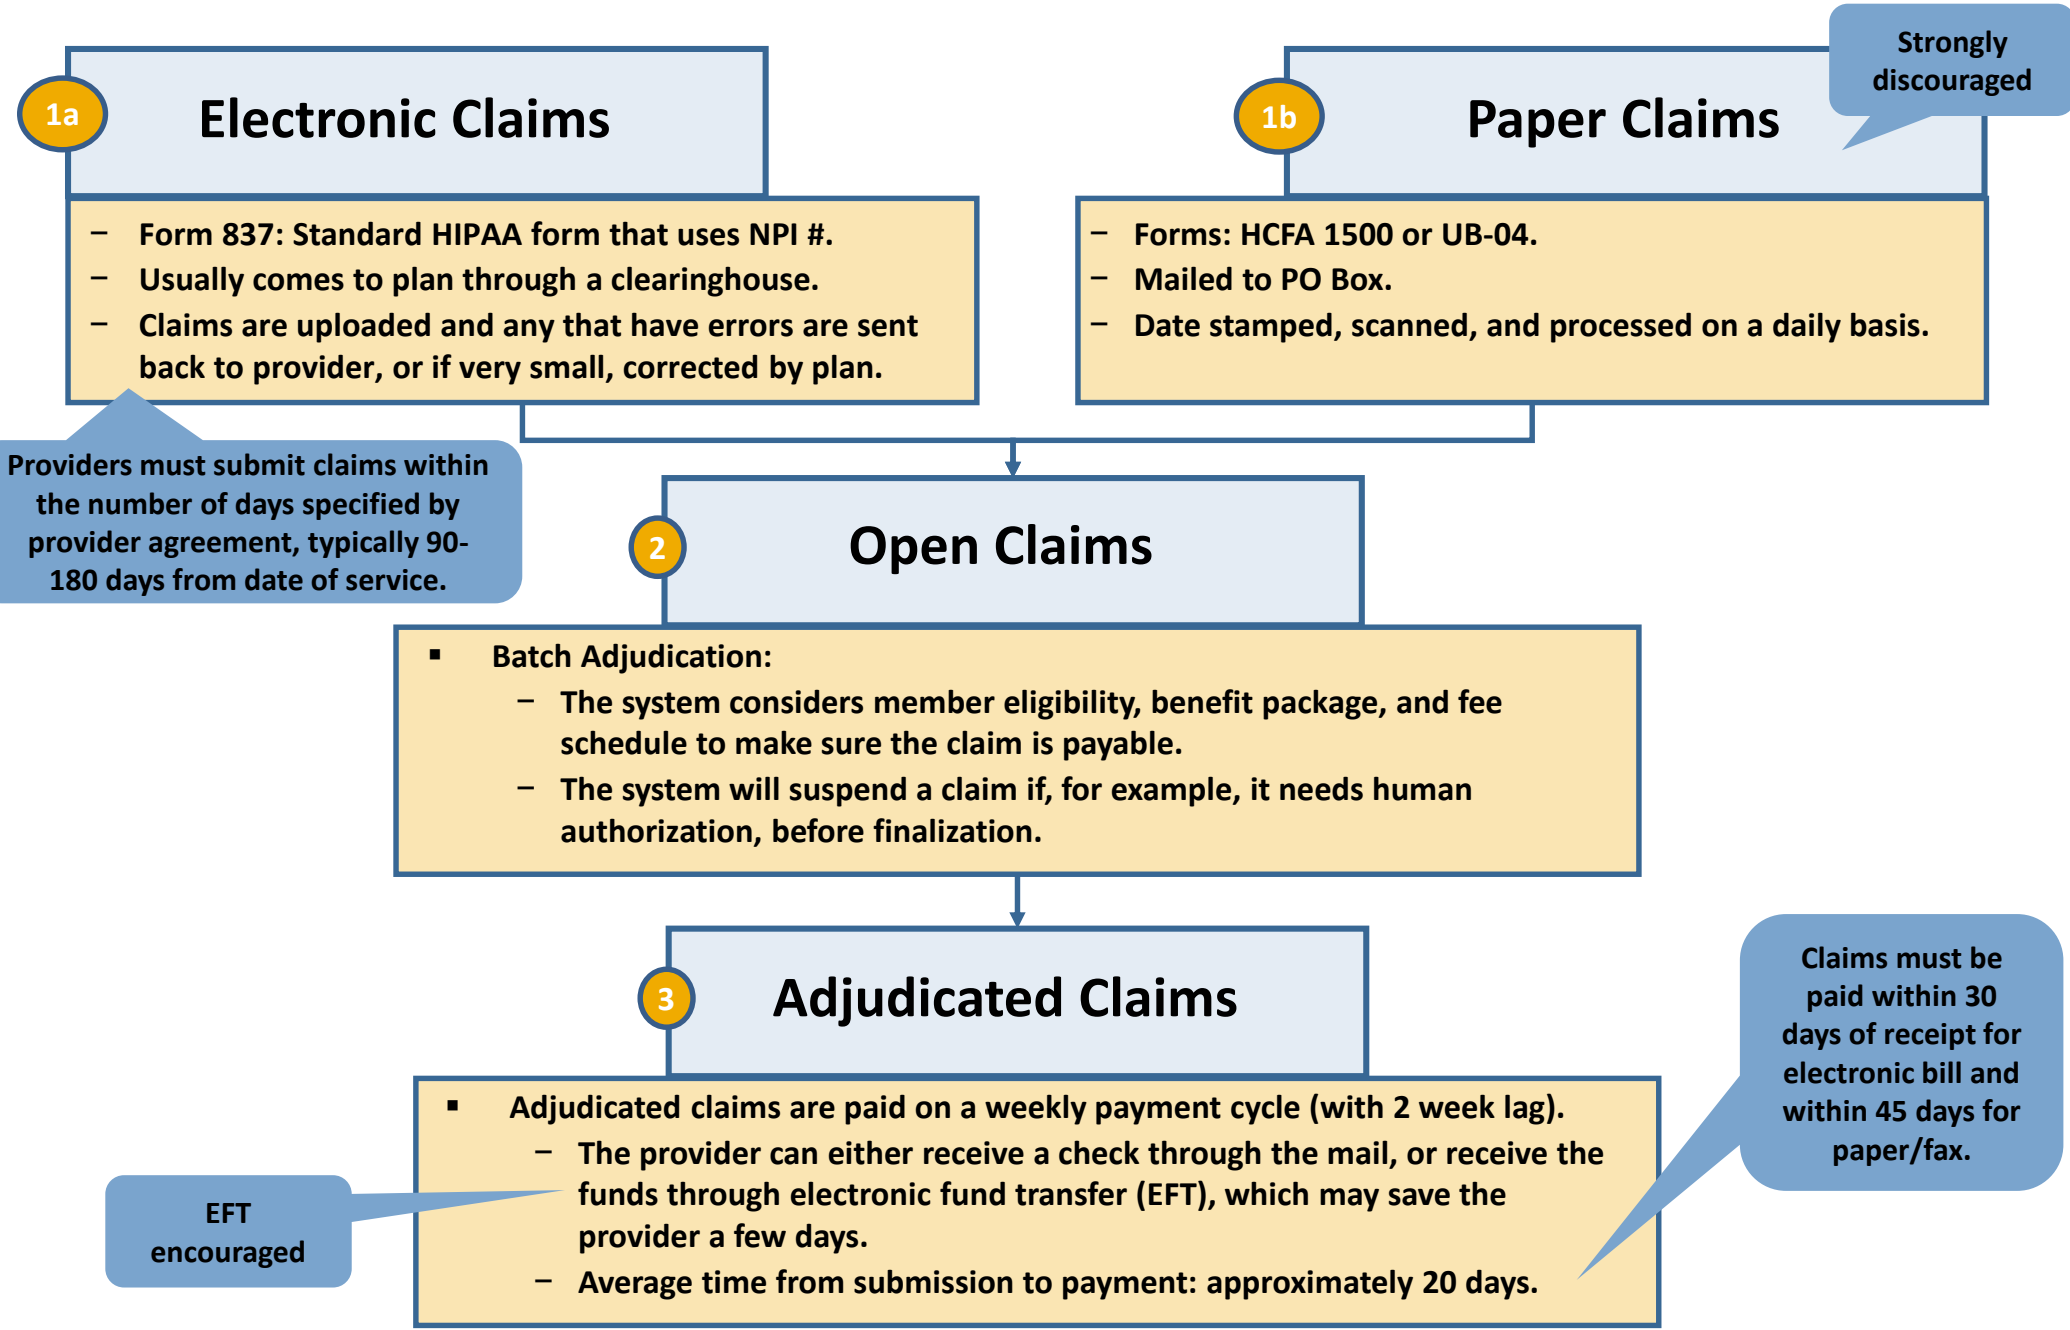 1a
Electronic Claims
– Form 837: Standard HIPAA form that uses NPI #.
– Usually comes to plan through a clearinghouse.
– Claims are uploaded and any that have errors are sent
back to provider, or if very small, corrected by plan.
Providers must submit claims within
the number of days specified by
provider agreement, typically 90-
180 days from date of service.
1b
Paper Claims
Strongly
discouraged
– Forms: HCFA 1500 or UB-04.
– Mailed to PO Box.
– Date stamped, scanned, and processed on a daily basis.
2
Open Claims
▪ Batch Adjudication:
– The system considers member eligibility, benefit package, and fee
schedule to make sure the claim is payable.
– The system will suspend a claim if, for example, it needs human
authorization, before finalization.
3
Adjudicated Claims
▪ Adjudicated claims are paid on a weekly payment cycle (with 2 week lag).
– The provider can either receive a check through the mail, or receive the
funds through electronic fund transfer (EFT), which may save the
provider a few days.
– Average time from submission to payment: approximately 20 days.
EFT
encouraged
Claims must be
paid within 30
days of receipt for
electronic bill and
within 45 days for
paper/fax.